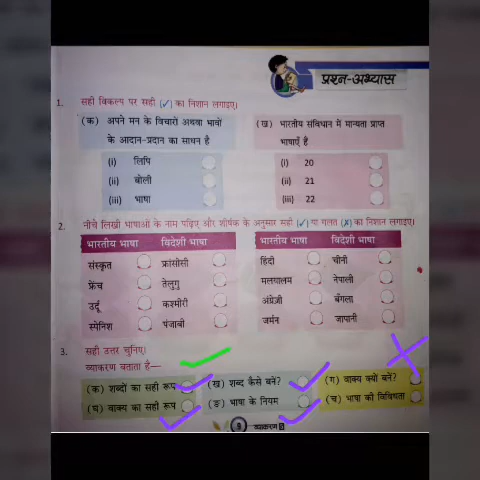 प्रश्न-अभ्यास
1. सही विकल्प पर सही (✓) का निशान लगाइए।
(क) अपने मन के विचारों अथवा भावों के आदान-प्रदान का साधन है
(i) लिपि
(ii) बोली
(iii) भाषा
(ख) भारतीय संविधान में मान्यता प्राप्त भाषाएँ हैं
(i) 20
(ii) 21
(iii) 22
2. नीचे लिखी भाषाओं के नाम पढ़िए और शीर्षक के अनुसार सही (✓) या गलत (✗) का निशान लगाइए।
भारतीय भाषा विदेशी भाषा
संस्कृत फ्रांसीसी
फ्रेंच तेलुगु
उर्दू कश्मीरी
स्पेनिश पंजाबी
भारतीय भाषा विदेशी भाषा
हिंदी चीनी
मलयालम नेपाली
अंग्रेज़ी बँगला
जर्मन जापानी
3. सही उत्तर चुनिए।
व्याकरण बताता है—
(क) शब्दों का सही रूप (ख) शब्द कैसे बने? (ग) वाक्य क्यों बनें?
(घ) वाक्य का सही रूप (ङ) भाषा के नियम (च) भाषा की विविधता
व्याकरण